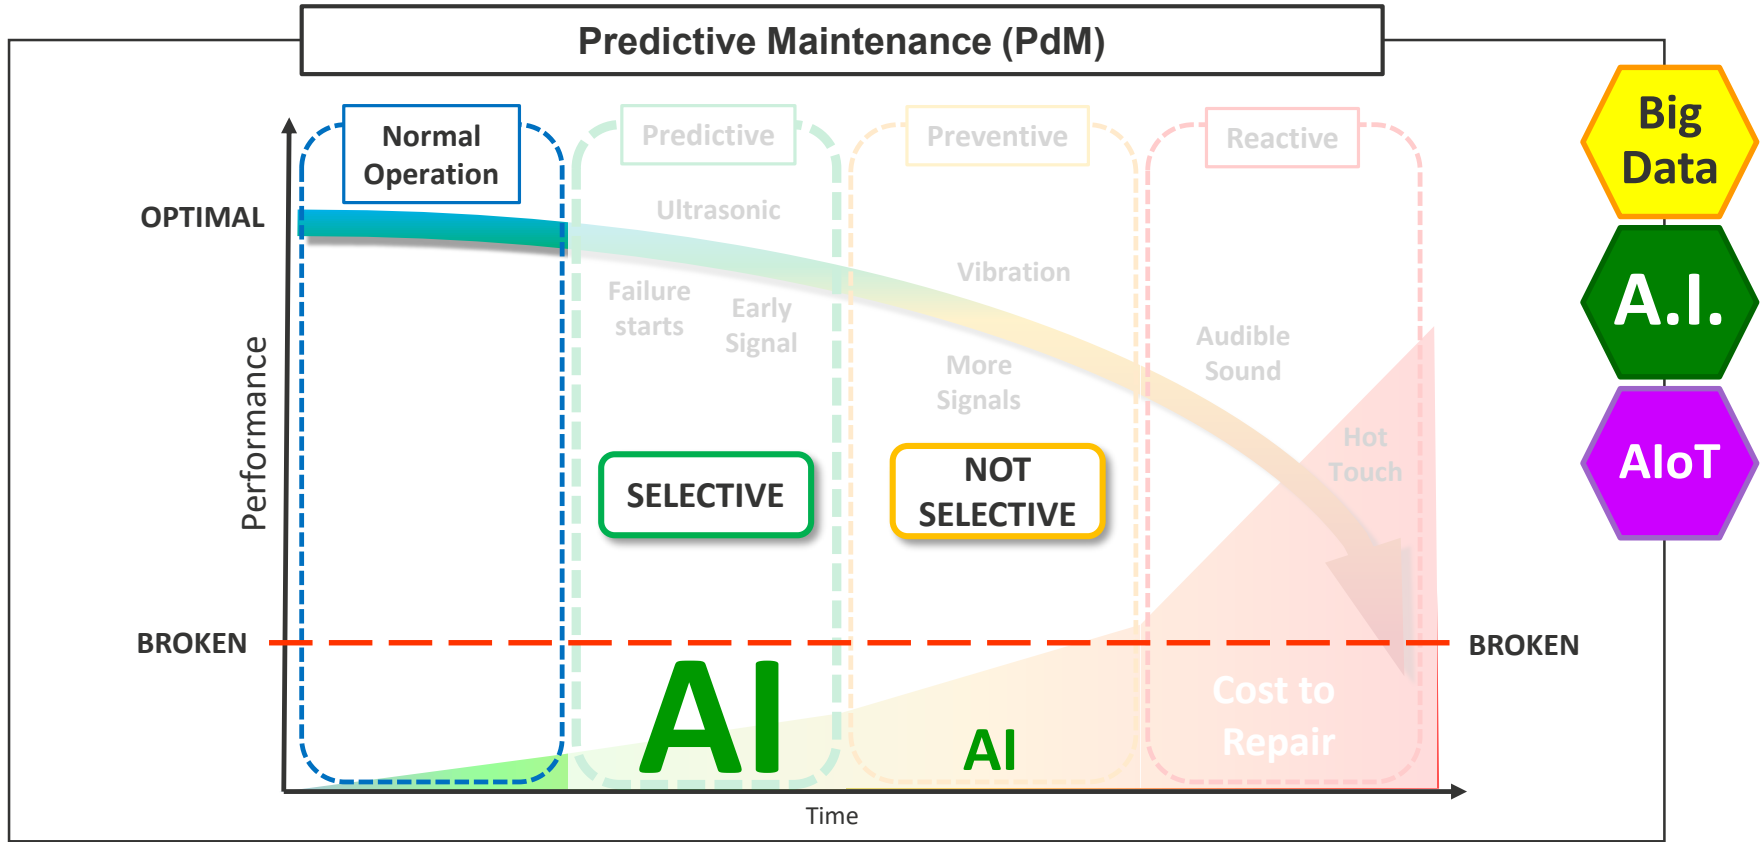 Predictive Maintenance (PdM)
Normal
Operation
Predictive
Preventive
Reactive
Big
Data
A.I.
AIoT
OPTIMAL
Ultrasonic
Failure
starts
Early
Signal
Vibration
More
Signals
Audible
Sound
Hot
Touch
Performance
SELECTIVE
NOT
SELECTIVE
BROKEN
BROKEN
AI
AI
Cost to
Repair
Time